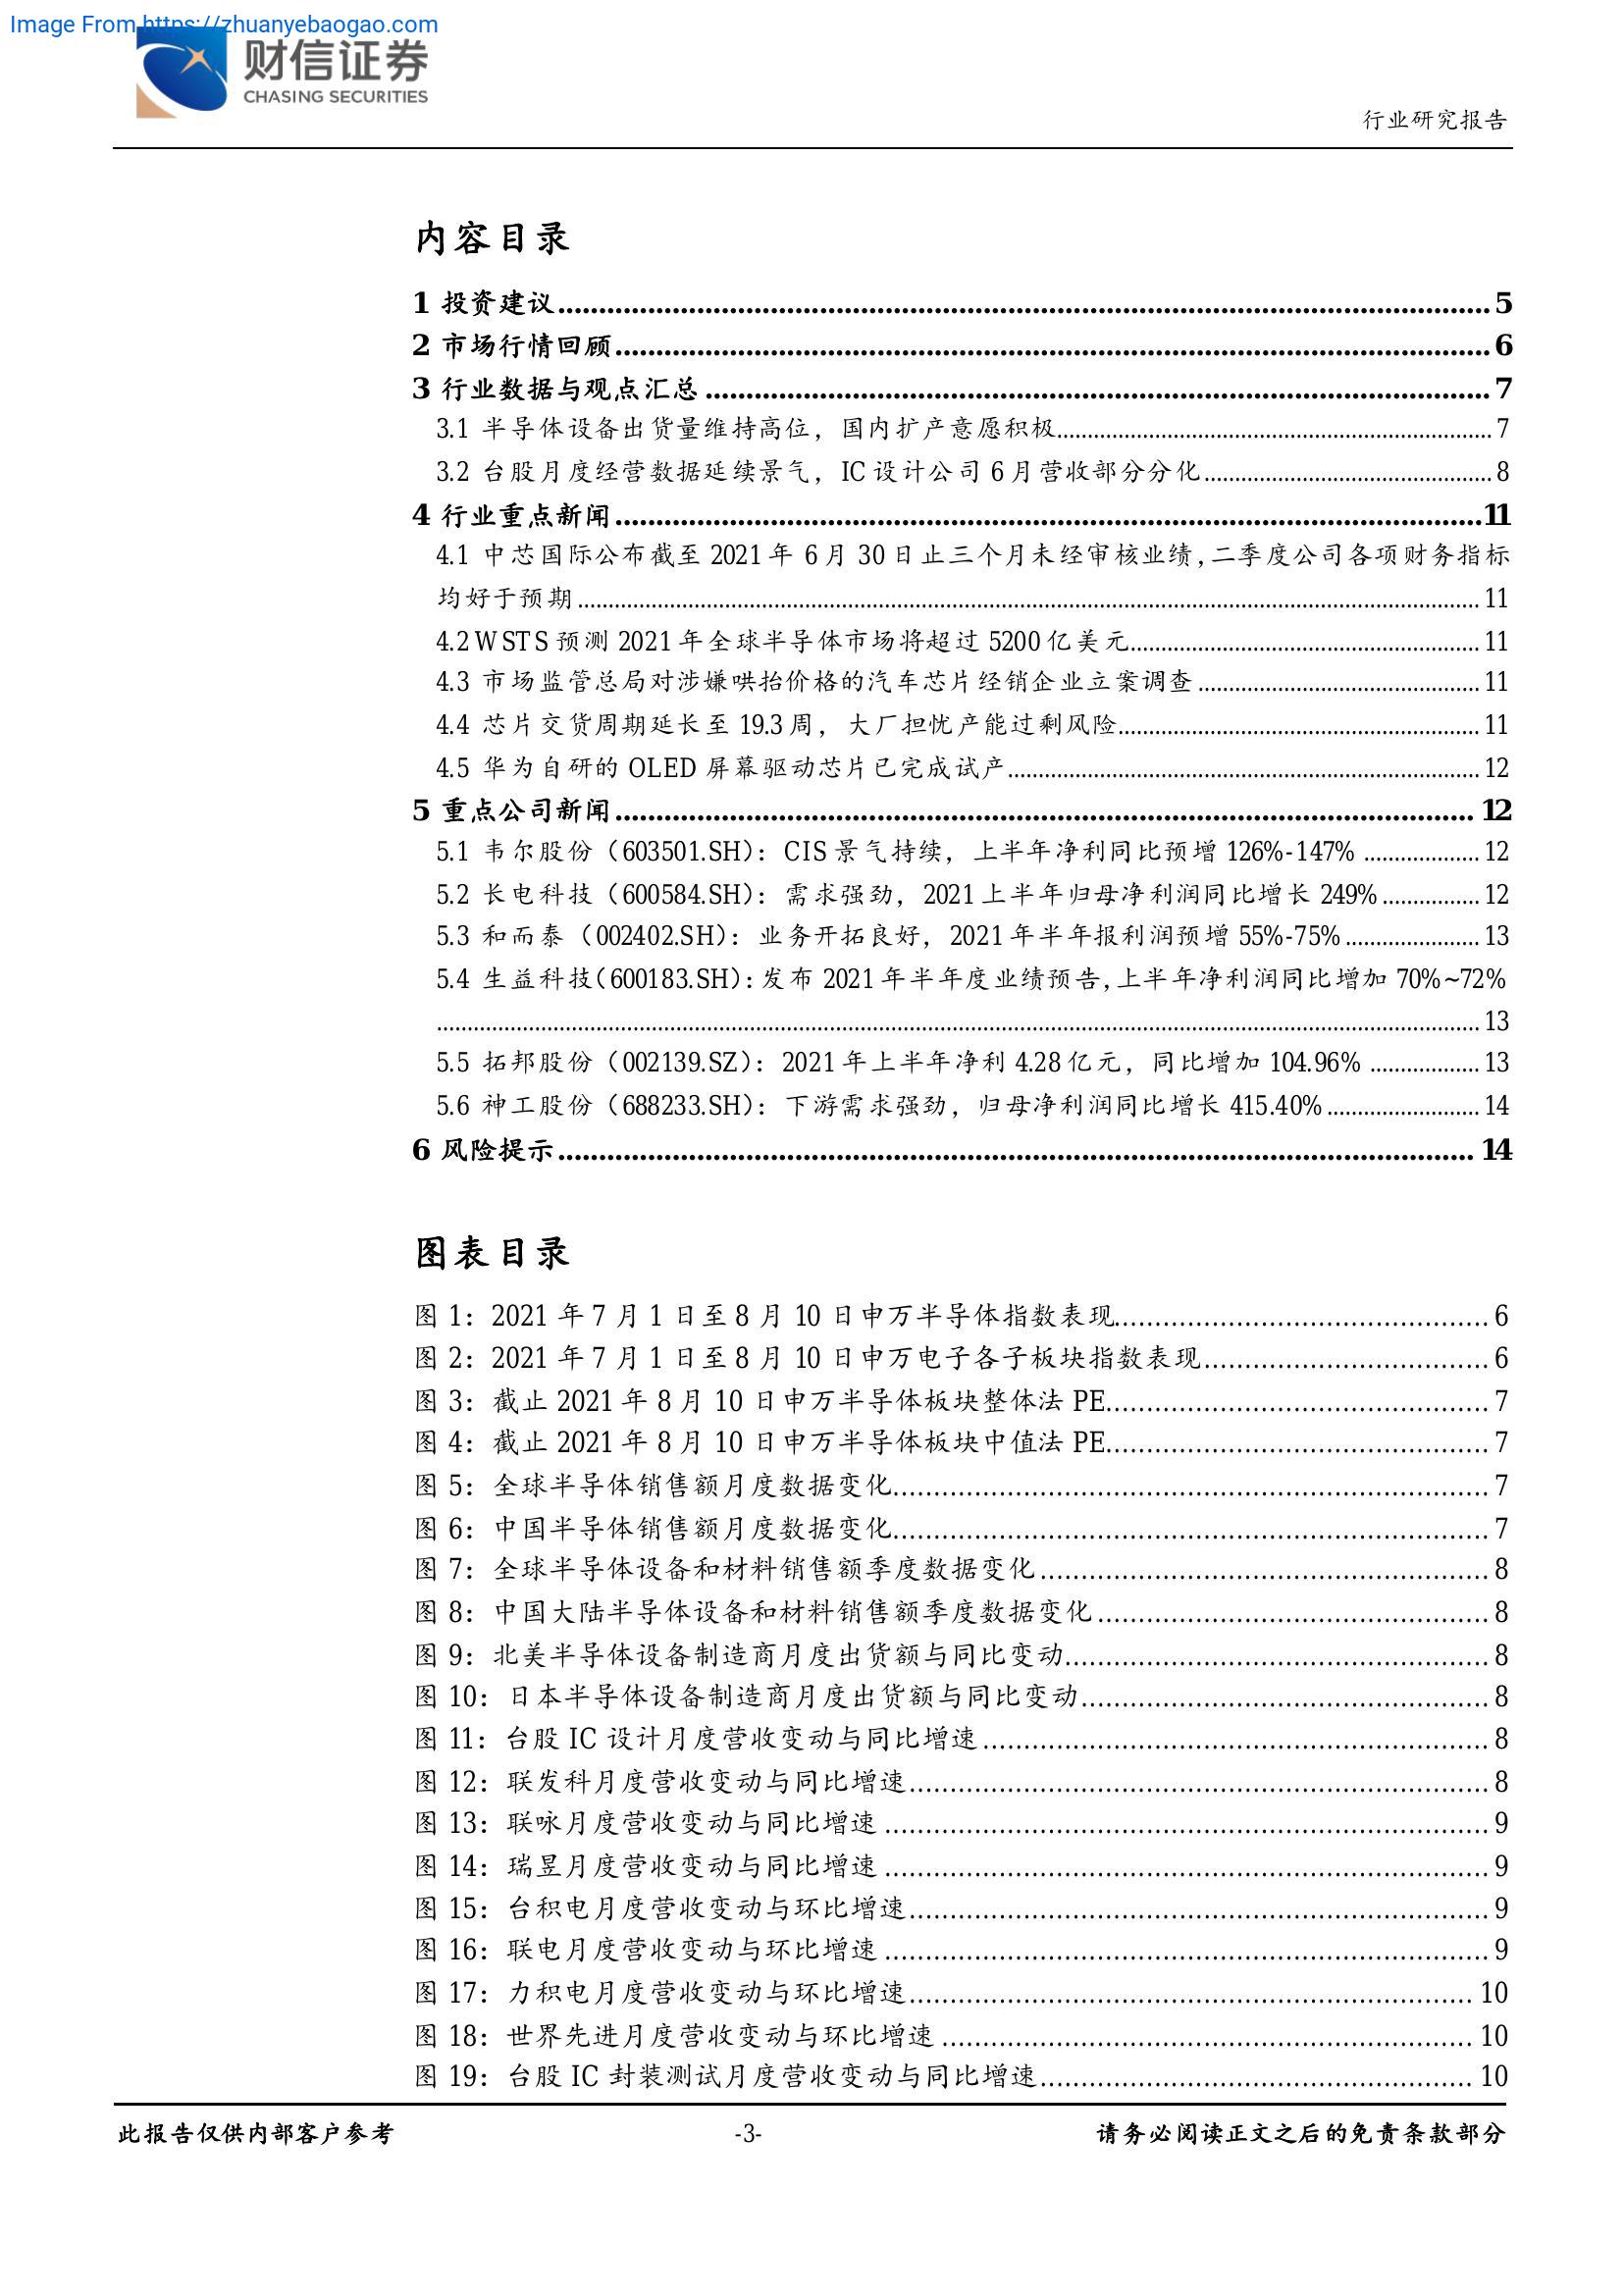 Image From https://zhuanyebaogao.com
财信证券
CHASING SECURITIES
行业研究报告
内容目录
1 投资建议........................................ 5
2 市场行情回顾........................................ 6
3 行业数据与观点汇总........................................ 7
3.1 半导体设备出货量维持高位，国内扩产意愿积极........................................ 7
3.2 台股月度经营数据延续景气，IC 设计公司 6 月营收部分分化........................................ 8
4 行业重点新闻........................................ 11
4.1 中芯国际公布截至 2021 年 6 月 30 日止三个月未经审核业绩，二季度公司各项财务指标
均好于预期........................................ 11
4.2 WSTS 预测 2021 年全球半导体市场将超过 5200 亿美元........................................ 11
4.3 市场监管总局对涉嫌哄抬价格的汽车芯片经销企业立案调查........................................ 11
4.4 芯片交货周期延长至 19.3 周，大厂担忧产能过剩风险........................................ 11
4.5 华为自研的 OLED 屏幕驱动芯片已完成试产........................................ 12
5 重点公司新闻........................................ 12
5.1 韦尔股份（603501.SH）：CIS 景气持续，上半年净利同比预增 126%-147% ................... 12
5.2 长电科技（600584.SH）：需求强劲，2021 上半年归母净利润同比增长 249%................ 12
5.3 和而泰（002402.SH）：业务开拓良好，2021 年半年报利润预增 55%-75%...................... 13
5.4 生益科技（600183.SH）：发布 2021 年半年度业绩预告，上半年净利润同比增加 70%~72%
........................................ 13
5.5 拓邦股份（002139.SZ）：2021 年上半年净利 4.28 亿元，同比增加 104.96% .................. 13
5.6 神工股份（688233.SH）：下游需求强劲，归母净利润同比增长 415.40%......................... 14
6 风险提示........................................ 14
图表目录
图 1：2021 年 7 月 1 日至 8 月 10 日申万半导体指数表现........................................ 6
图 2：2021 年 7 月 1 日至 8 月 10 日申万电子各子板块指数表现........................................ 6
图 3：截止 2021 年 8 月 10 日申万半导体板块整体法 PE........................................ 7
图 4：截止 2021 年 8 月 10 日申万半导体板块中值法 PE........................................ 7
图 5：全球半导体销售额月度数据变化........................................ 7
图 6：中国半导体销售额月度数据变化........................................ 7
图 7：全球半导体设备和材料销售额季度数据变化........................................ 8
图 8：中国大陆半导体设备和材料销售额季度数据变化........................................ 8
图 9：北美半导体设备制造商月度出货额与同比变动........................................ 8
图 10：日本半导体设备制造商月度出货额与同比变动........................................ 8
图 11：台股 IC 设计月度营收变动与同比增速........................................ 8
图 12：联发科月度营收变动与同比增速........................................ 8
图 13：联咏月度营收变动与同比增速........................................ 9
图 14：瑞昱月度营收变动与同比增速........................................ 9
图 15：台积电月度营收变动与环比增速........................................ 9
图 16：联电月度营收变动与环比增速........................................ 9
图 17：力积电月度营收变动与环比增速........................................ 10
图 18：世界先进月度营收变动与环比增速........................................ 10
图 19：台股 IC 封装测试月度营收变动与同比增速........................................ 10
此报告仅供内部客户参考
-3-
请务必阅读正文之后的免责条款部分